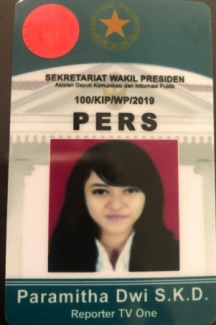 SEKRETARIAT WAKIL PRESIDEN
Asisten Deputi Komunikasi dan Informasi Publik
100/KIP/WP/2019
PERS
Paramitha Dwi S.K.D.
Reporter TV One